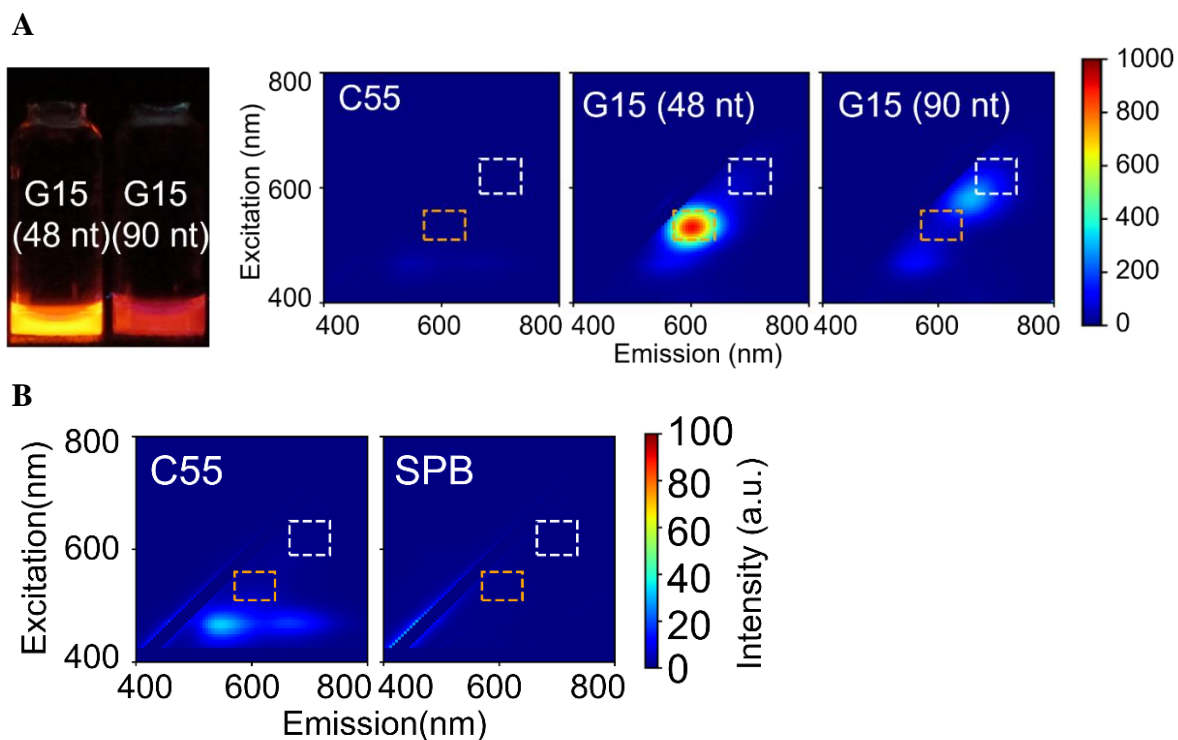 A
G15 G15
(48 nt) (90 nt)
Excitation (nm)
800
600
400
C55
G15 (48 nt)
G15 (90 nt)
400 600 800 400 600 800 400 600 800
Emission (nm)
1000
800
600
400
200
0
B
Excitation(nm)
800
600
400
C55
SPB
400 600 800 400 600 800
Emission(nm)
100
80
60
40
20
0
Intensity (a.u.)